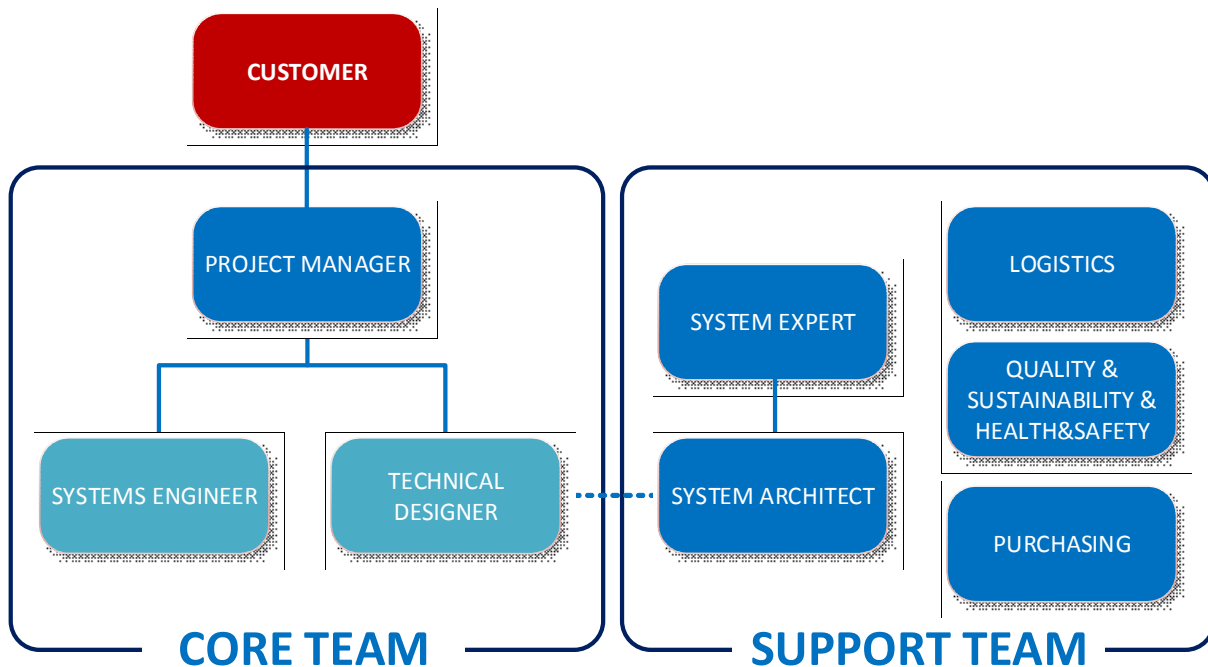 CUSTOMER
PROJECT MANAGER
SYSTEMS ENGINEER
TECHNICAL
DESIGNER
CORE TEAM
SYSTEM EXPERT
SYSTEM ARCHITECT
LOGISTICS
QUALITY &
SUSTAINABILITY &
HEALTH&SAFETY
PURCHASING
SUPPORT TEAM